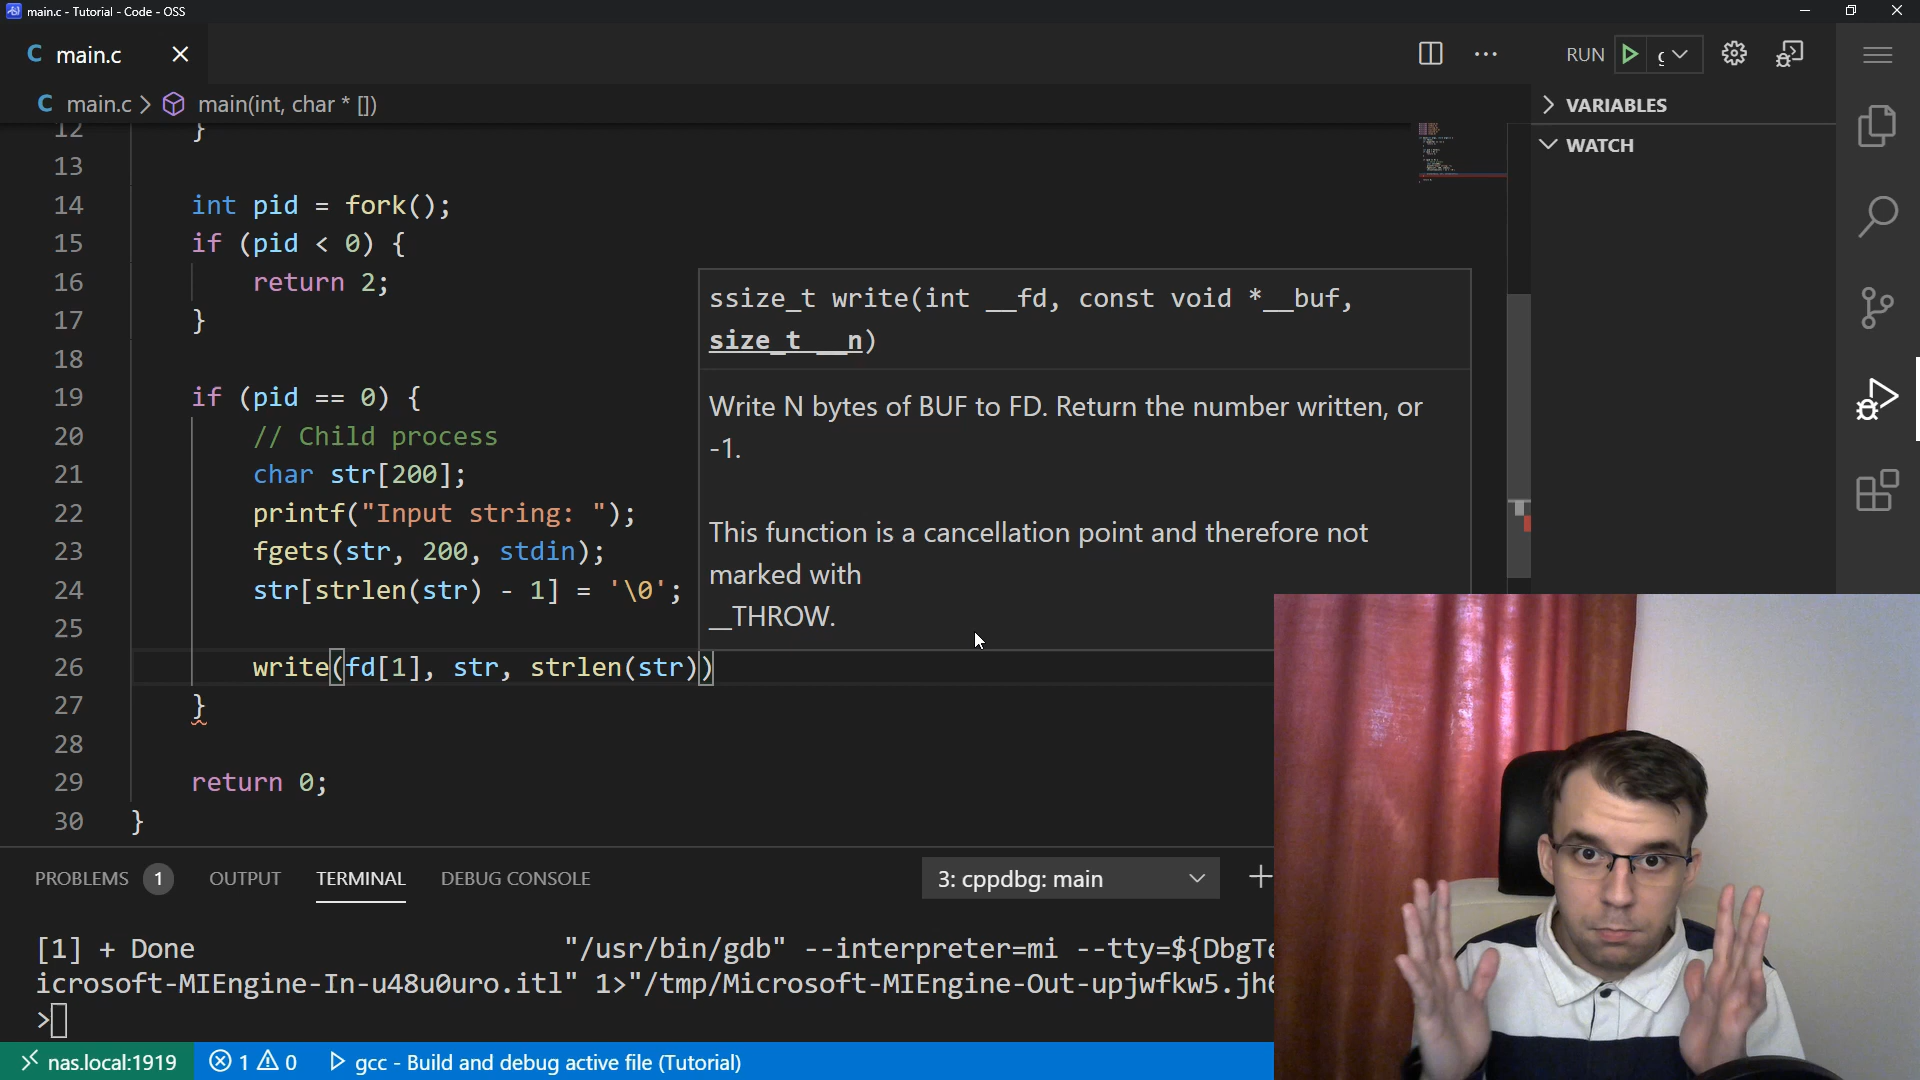 main.c - Tutorial - Code - OSS
C main.c
RUN
C main.c > main(int, char * [])
VARIABLES
WATCH
12 }
13
14 int pid = fork();
15 if (pid < 0) {
16 return 2;
17 }
18
19 if (pid == 0) {
20 // Child process
21 char str[200];
22 printf("Input string: ");
23 fgets(str, 200, stdin);
24 str[strlen(str) - 1] = '\0';
25
26 write(fd[1], str, strlen(str))
27 }
28
29 return 0;
30 }
ssize_t write(int __fd, const void *__buf,
size_t __n)
Write N bytes of BUF to FD. Return the number written, or
-1.
This function is a cancellation point and therefore not
marked with
__THROW.
PROBLEMS 1 OUTPUT TERMINAL DEBUG CONSOLE 3: cppdbg: main
[1] + Done "/usr/bin/gdb" --interpreter=mi --tty=${DbgTe
icrosoft-MIEngine-In-u48u0uro.itl" 1>"/tmp/Microsoft-MIEngine-Out-upjwfkw5.jh6
>
nas.local:1919 1 0 gcc - Build and debug active file (Tutorial)